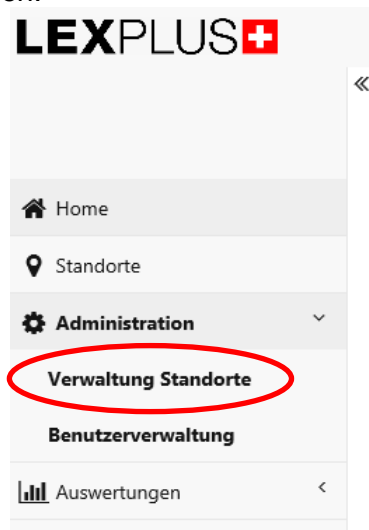 LEXPLUS
Home
Standorte
Administration
Verwaltung Standorte
Benutzerverwaltung
Auswertungen